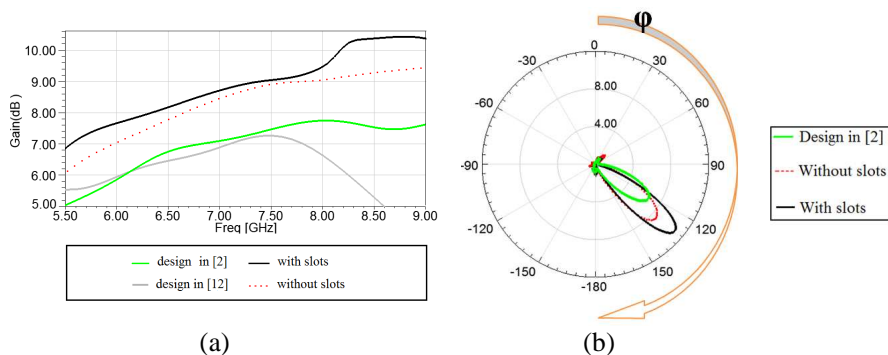 10.00
9.00
8.00
7.00
6.00
5.00
Gain(dB )
5.50 6.00 6.50 7.00 7.50 8.00 8.50 9.00
Freq [GHz]
design in [2] with slots
design in [12] without slots
(a)
φ
0
-30 30
-60 60
-90 90
-120 120
-150 150
-180
8.00
4.00
Design in [2]
Without slots
With slots
(b)